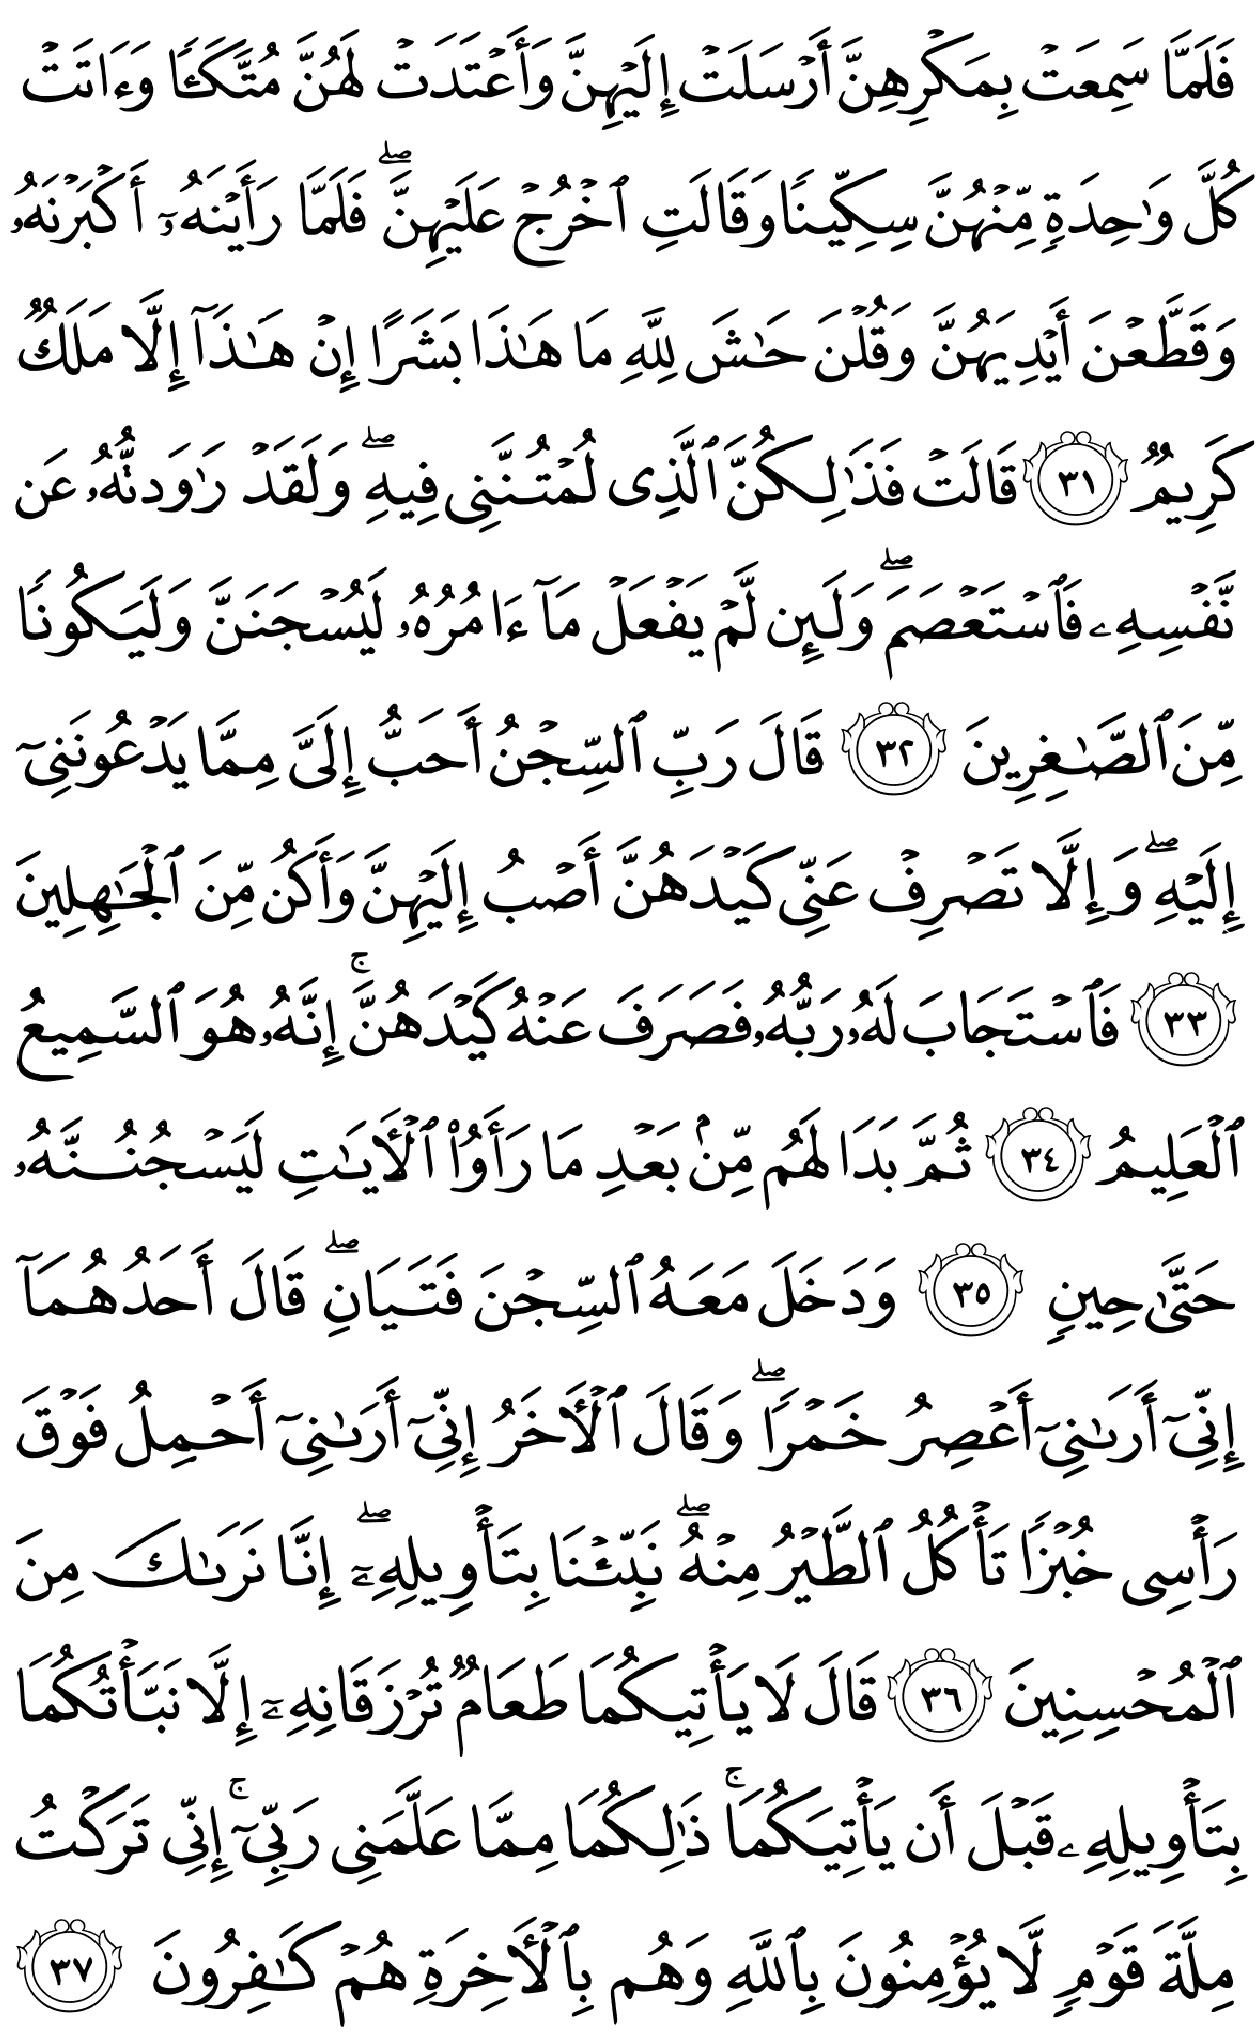 فَلَمَّا سَمِعَتۡ بِمَكۡرِهِنَّ أَرۡسَلَتۡ إِلَيۡهِنَّ وَأَعۡتَدَتۡ لَهُنَّ مُتَّكَـٔٗا وَءَاتَتۡ
كُلَّ وَٰحِدَةٖ مِّنۡهُنَّ سِكِّينٗا وَقَالَتِ ٱخۡرُجۡ عَلَيۡهِنَّۖ فَلَمَّا رَأَيۡنَهُۥٓ أَكۡبَرۡنَهُۥ
وَقَطَّعۡنَ أَيۡدِيَهُنَّ وَقُلۡنَ حَٰشَ لِلَّهِ مَا هَٰذَا بَشَرًا إِنۡ هَٰذَآ إِلَّا مَلَكٞ
كَرِيمٞ ٣١ قَالَتۡ فَذَٰلِكُنَّ ٱلَّذِي لُمۡتُنَّنِي فِيهِۖ وَلَقَدۡ رَٰوَدتُّهُۥ عَن
نَّفۡسِهِۦ فَٱسۡتَعۡصَمَۖ وَلَئِن لَّمۡ يَفۡعَلۡ مَآ ءَامُرُهُۥ لَيُسۡجَنَنَّ وَلَيَكُونٗا
مِّنَ ٱلصَّٰغِرِينَ ٣٢ قَالَ رَبِّ ٱلسِّجۡنُ أَحَبُّ إِلَيَّ مِمَّا يَدۡعُونَنِيٓ
إِلَيۡهِۖ وَإِلَّا تَصۡرِفۡ عَنِّي كَيۡدَهُنَّ أَصۡبُ إِلَيۡهِنَّ وَأَكُن مِّنَ ٱلۡجَٰهِلِينَ
٣٣ فَٱسۡتَجَابَ لَهُۥ رَبُّهُۥ فَصَرَفَ عَنۡهُ كَيۡدَهُنَّۚ إِنَّهُۥ هُوَ ٱلسَّمِيعُ
ٱلۡعَلِيمُ ٣٤ ثُمَّ بَدَا لَهُم مِّنۢ بَعۡدِ مَا رَأَوُاْ ٱلۡأٓيَٰتِ لَيَسۡجُنُنَّهُۥ
حَتَّىٰ حِينٖ ٣٥ وَدَخَلَ مَعَهُ ٱلسِّجۡنَ فَتَيَانِۖ قَالَ أَحَدُهُمَآ
إِنِّيٓ أَرَىٰنِيٓ أَعۡصِرُ خَمۡرٗاۖ وَقَالَ ٱلۡأٓخَرُ إِنِّيٓ أَرَىٰنِيٓ أَحۡمِلُ فَوۡقَ
رَأۡسِي خُبۡزٗا تَأۡكُلُ ٱلطَّيۡرُ مِنۡهُۖ نَبِّئۡنَا بِتَأۡوِيلِهِۦٓۖ إِنَّا نَرَىٰكَ مِنَ
ٱلۡمُحۡسِنِينَ ٣٦ قَالَ لَا يَأۡتِيكُمَا طَعَامٞ تُرۡزَقَانِهِۦٓ إِلَّا نَبَّأۡتُكُمَا
بِتَأۡوِيلِهِۦ قَبۡلَ أَن يَأۡتِيَكُمَاۚ ذَٰلِكُمَا مِمَّا عَلَّمَنِي رَبِّيٓۚ إِنِّي تَرَكۡتُ
مِلَّةَ قَوۡمٖ لَّا يُؤۡمِنُونَ بِٱللَّهِ وَهُم بِٱلۡأٓخِرَةِ هُمۡ كَٰفِرُونَ ٣٧